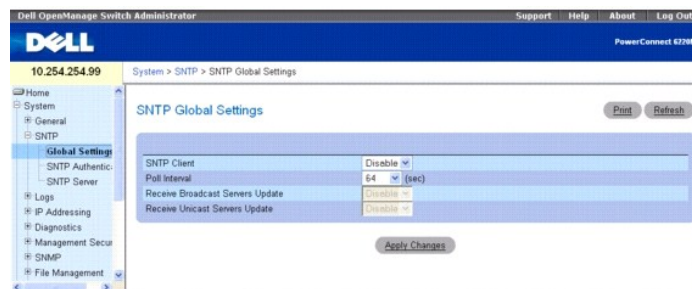 Dell OpenManage Switch Administrator
Support Help About Log Out
DELL
PowerConnect 6220
10.254.254.99
System > SNTP > SNTP Global Settings
Home
System
General
SNTP
Global Settings
SNTP Authentic
SNTP Server
Logs
IP Addressing
Diagnostics
Management Secur
SNMP
File Management
SNTP Global Settings
Print Refresh
SNTP Client Disable
Poll Interval 64 (sec)
Receive Broadcast Servers Update Disable
Receive Unicast Servers Update Disable
Apply Changes